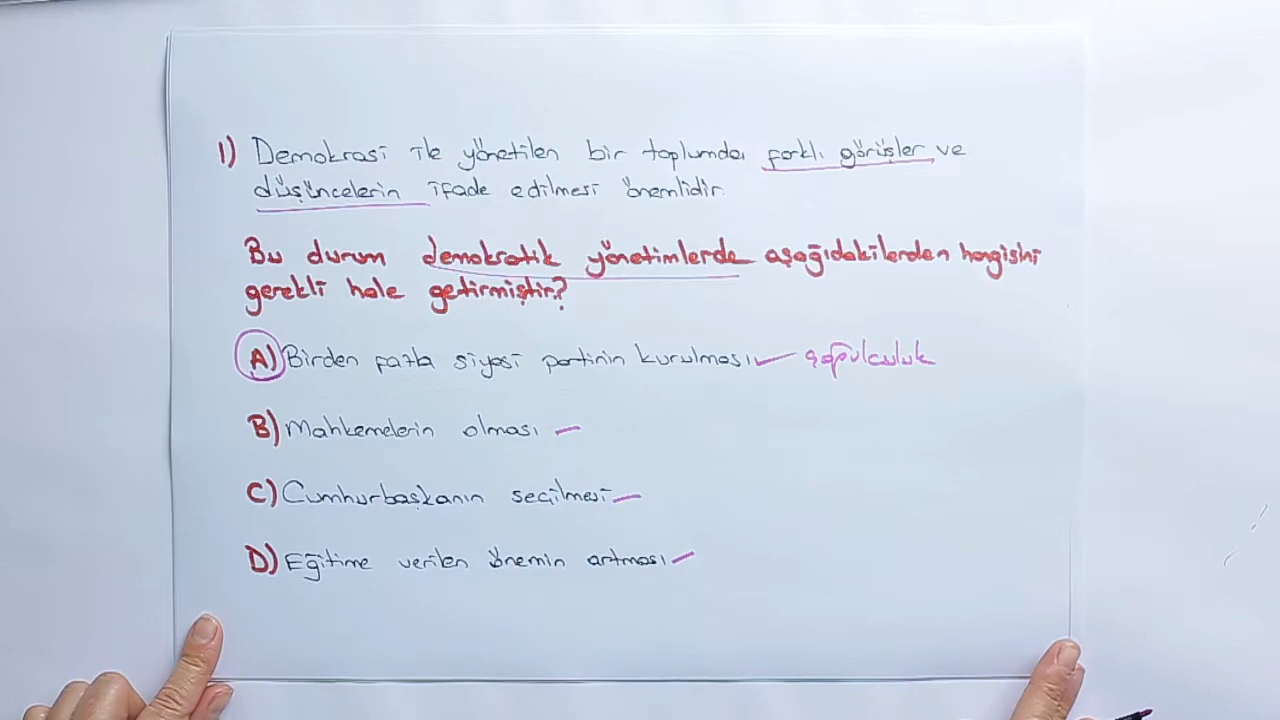 1) Demokrasi ile yönetilen bir toplumda farklı görüşler ve
düşüncelerin ifade edilmesi önemlidir.
Bu durum demokratik yönetimlerde aşağıdakilerden hangisini
gerekli hale getirmiştir?
A) Birden fazla siyasi partinin kurulması çoğulculuk
B) Mahkemelerin olması
C) Cumhurbaşkanın seçilmesi
D) Eğitime verilen önemin artması